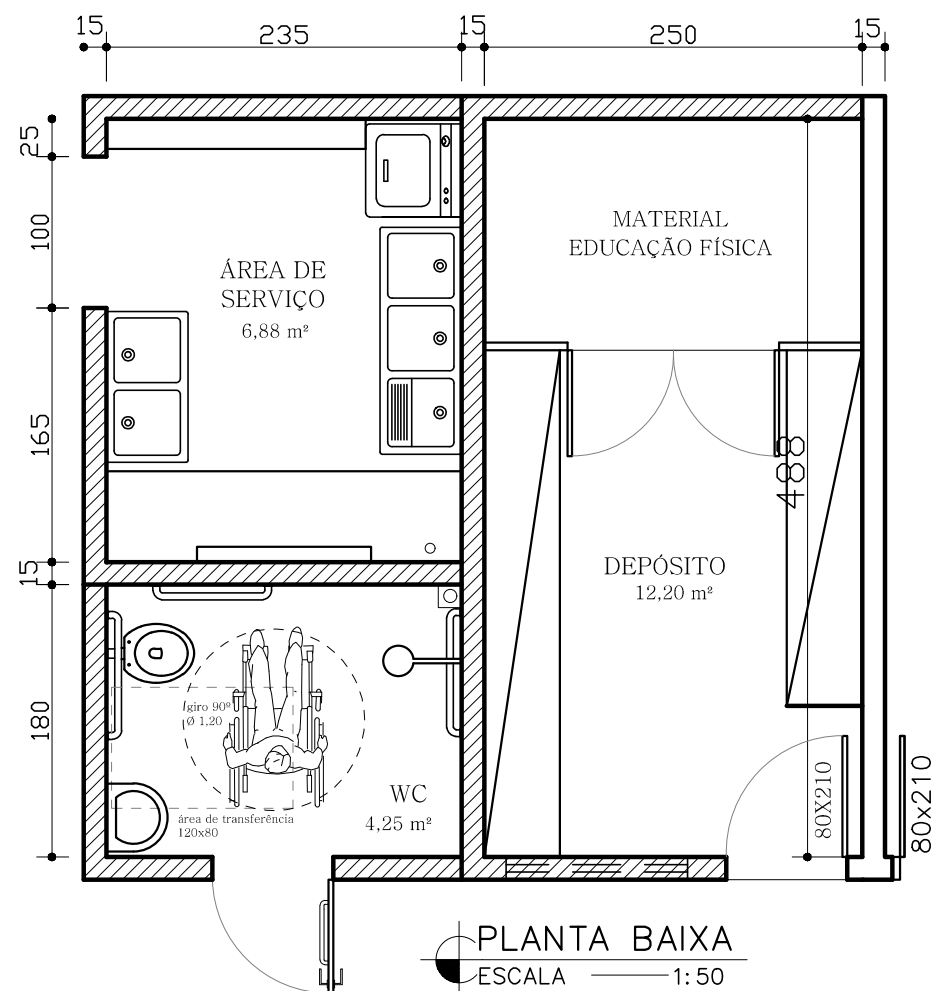 15
235
15
250
15
25
100
165
15
180
ÁREA DE
SERVIÇO
6,88 m²
MATERIAL
EDUCAÇÃO FÍSICA
488
DEPÓSITO
12,20 m²
giro 90º
Ø 1,20
área de transferência
120x80
WC
4,25 m²
80X210
80x210
PLANTA BAIXA
ESCALA 1:50